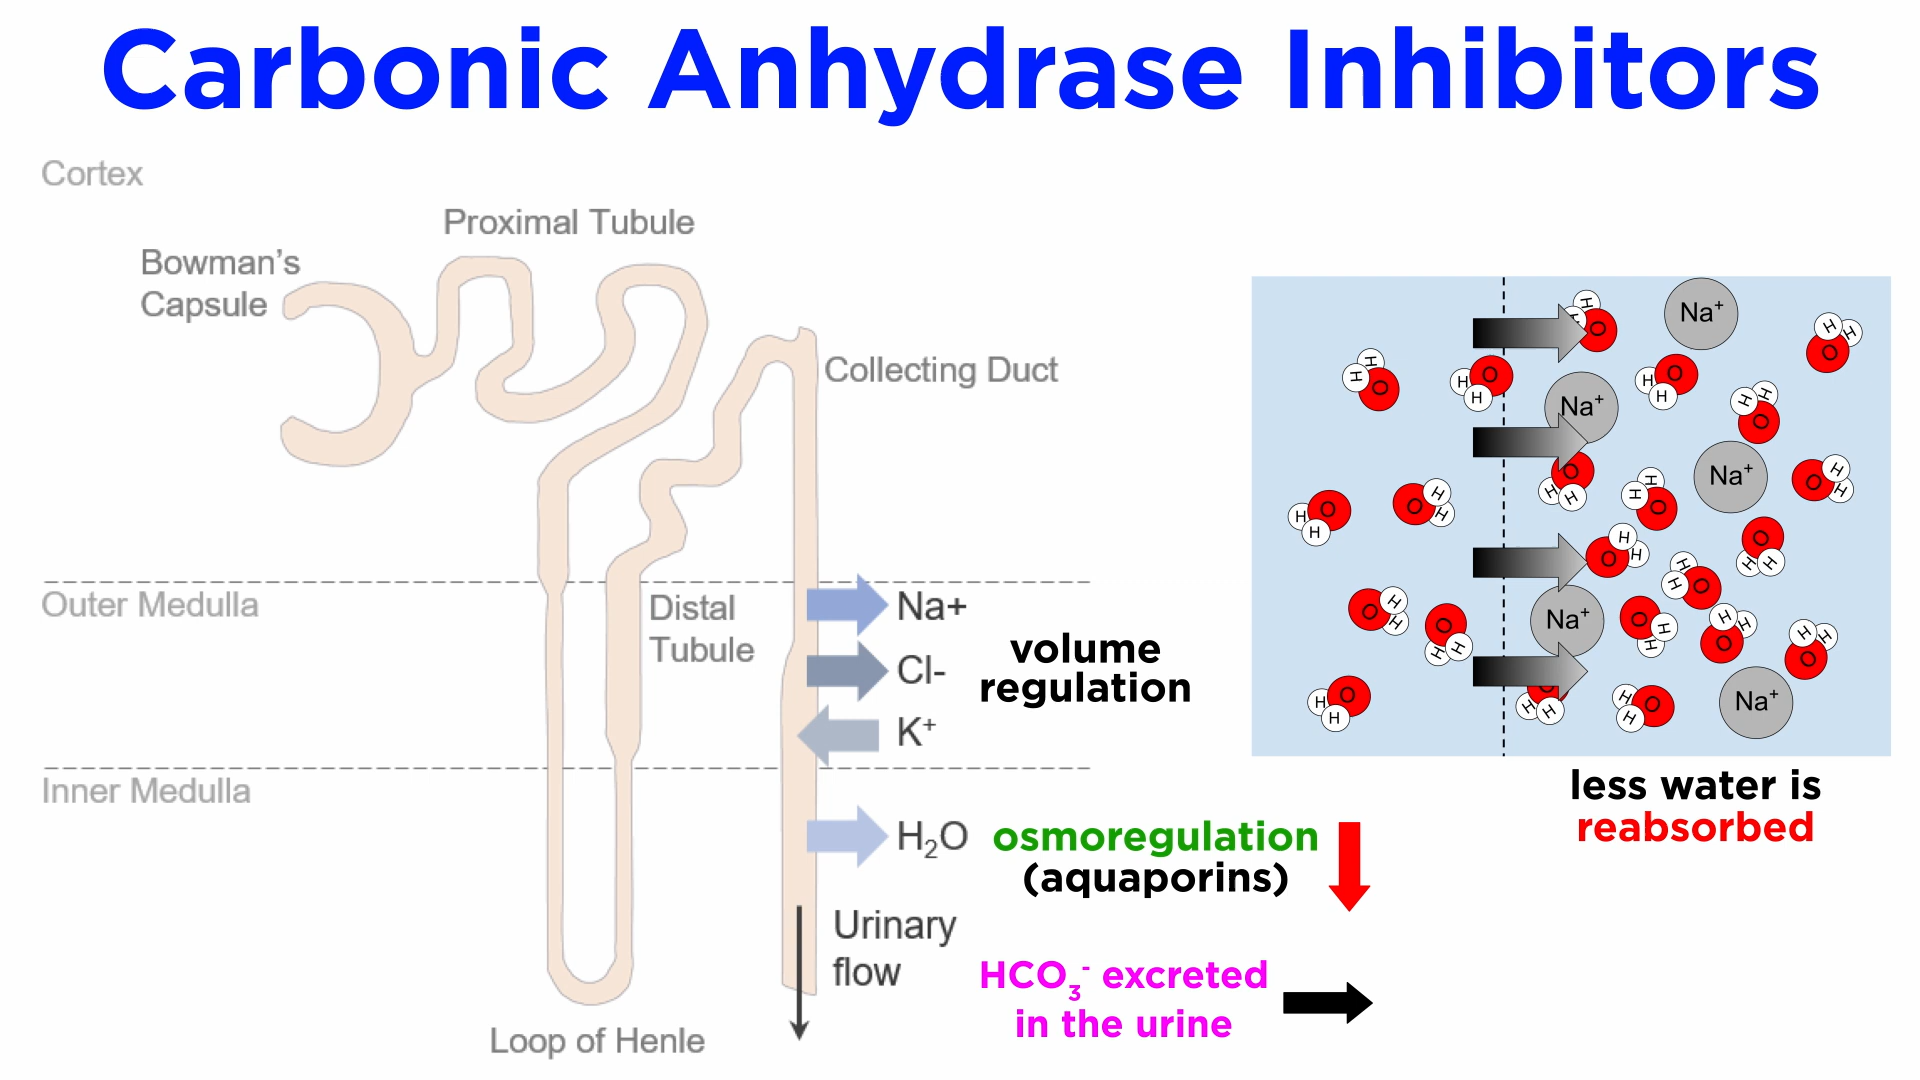 Carbonic Anhydrase Inhibitors
Cortex
Proximal Tubule
Bowman's
Capsule
Collecting Duct
Outer Medulla
Distal
Tubule
Inner Medulla
Loop of Henle
Na+
Cl-
K⁺
H₂O
Urinary
flow
volume
regulation
osmoregulation
(aquaporins)
HCO₃⁻ excreted
in the urine
H
H O
Na⁺
H H
O
H
H O
H O
H
H O
H
H H
O
Na⁺
O
H H
Na⁺
O H
H
H
H O
H O
H
O H
H
O H
H
O
H H
H
H O
O H
H
Na⁺
O H
H
O
H H
H H
O
H H
O
H O
H
O
H H
H
H O
Na⁺
less water is
reabsorbed